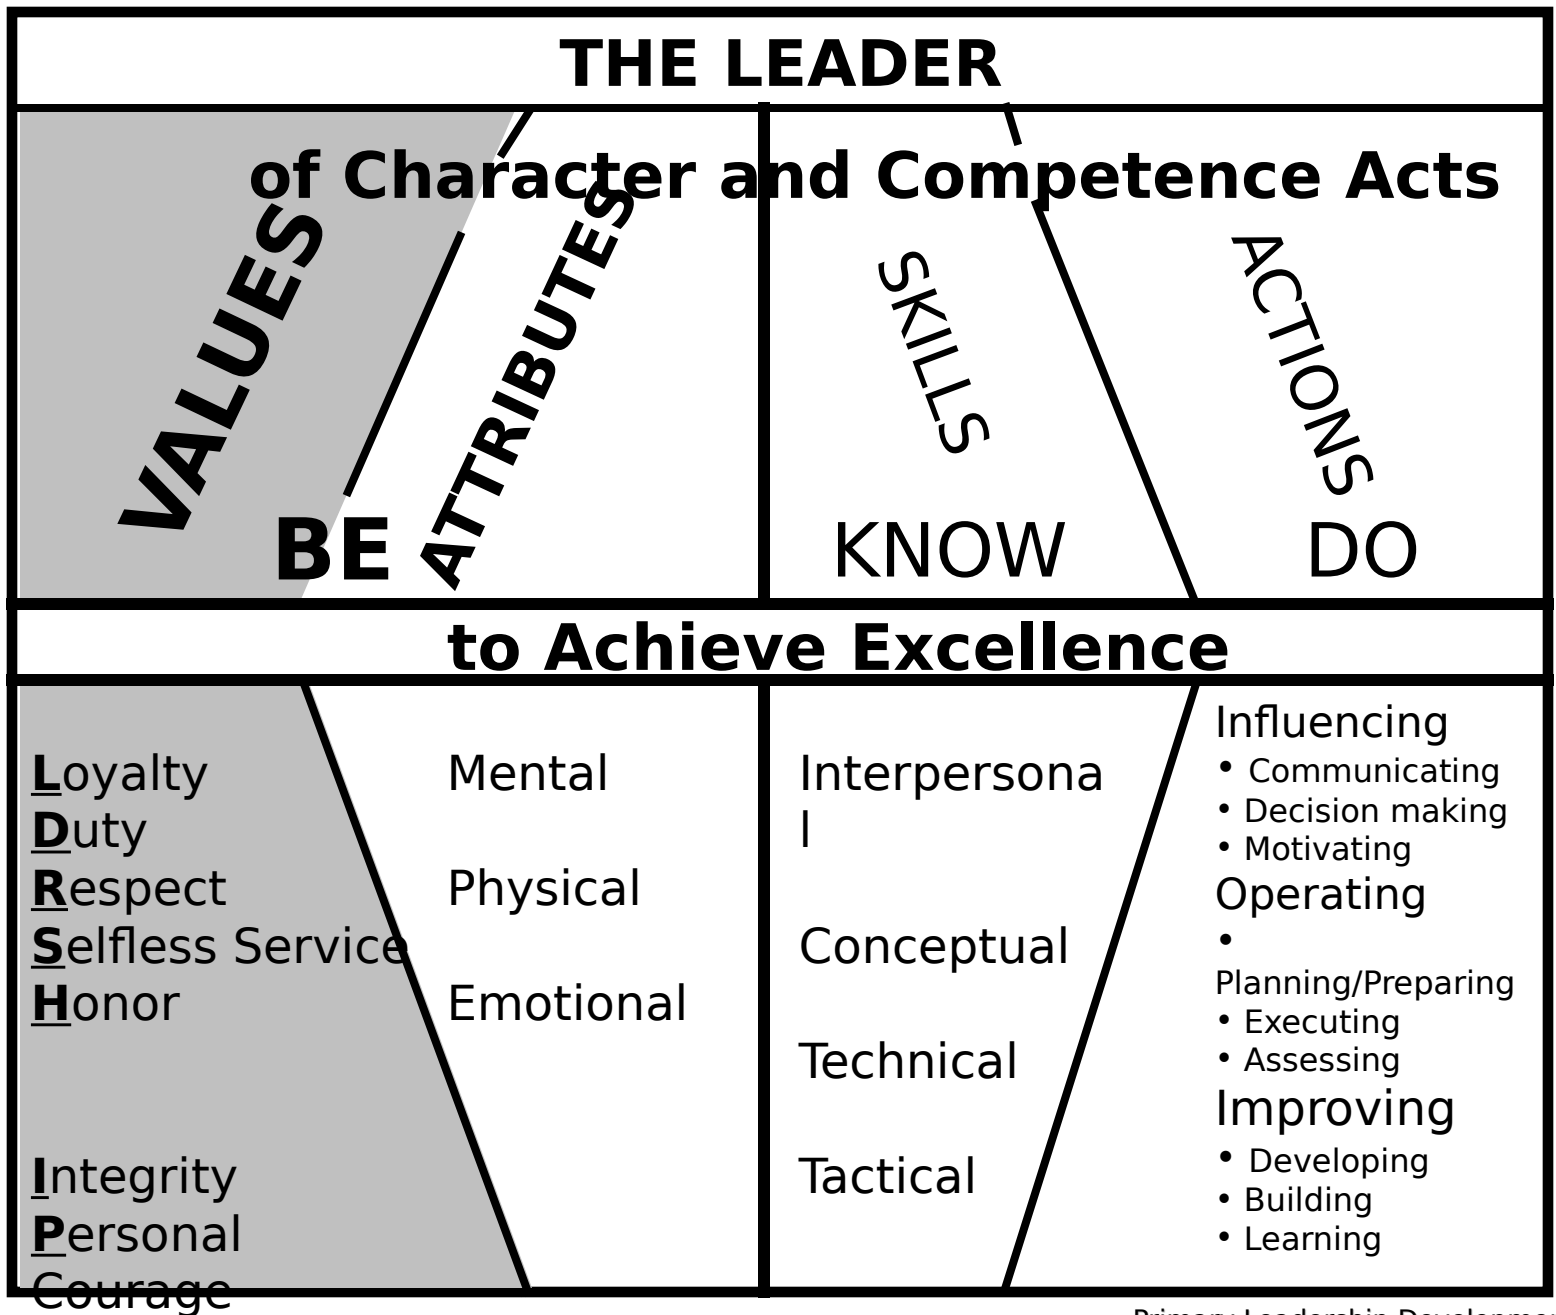 THE LEADER
of Character and Competence Acts
VALUES
ATTRIBUTES
SKILLS
ACTIONS
BE
KNOW
DO
to Achieve Excellence
Loyalty
Duty
Respect
Selfless Service
Honor
Integrity
Personal
Courage
Mental
Physical
Emotional
Interpersona
l
Conceptual
Technical
Tactical
Influencing
• Communicating
• Decision making
• Motivating
Operating
•
Planning/Preparing
• Executing
• Assessing
Improving
• Developing
• Building
• Learning
Primary Leadership